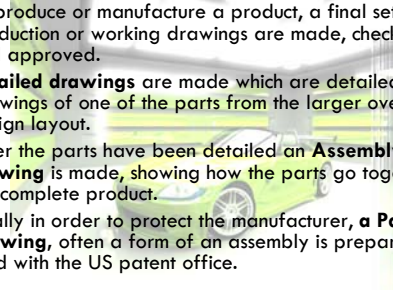 produce or manufacture a product, a final set
duction or working drawings are made, check
approved.
ailed drawings are made which are detailed
wings of one of the parts from the larger ove
ign layout.
er the parts have been detailed an Assembly
wing is made, showing how the parts go toge
complete product.
ally in order to protect the manufacturer, a Pa
wing, often a form of an assembly is prepar
d with the US patent office.